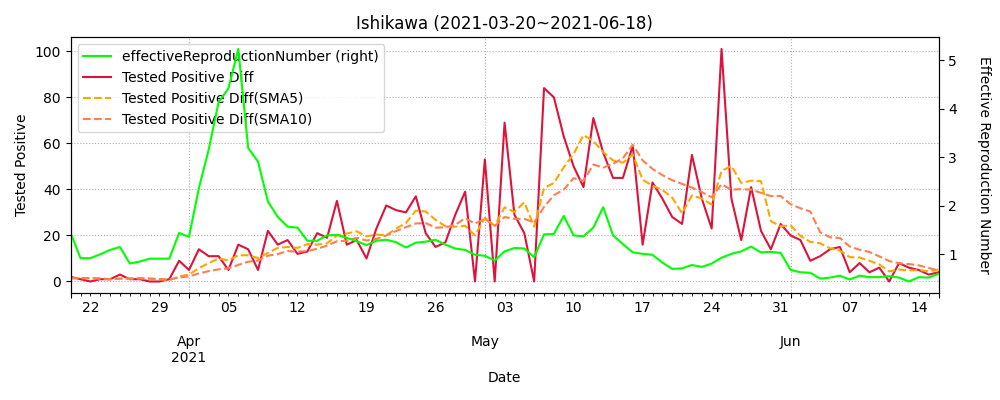 Ishikawa (2021-03-20~2021-06-18)
effectiveReproductionNumber (right)
Tested Positive Diff
Tested Positive Diff(SMA5)
Tested Positive Diff(SMA10)
Tested Positive
100
80
60
40
20
0
5
4
3
2
1
Effective Reproduction Number
22 29 05 12 19 26 03 10 17 24 31 07 14
Apr May Jun
2021
Date